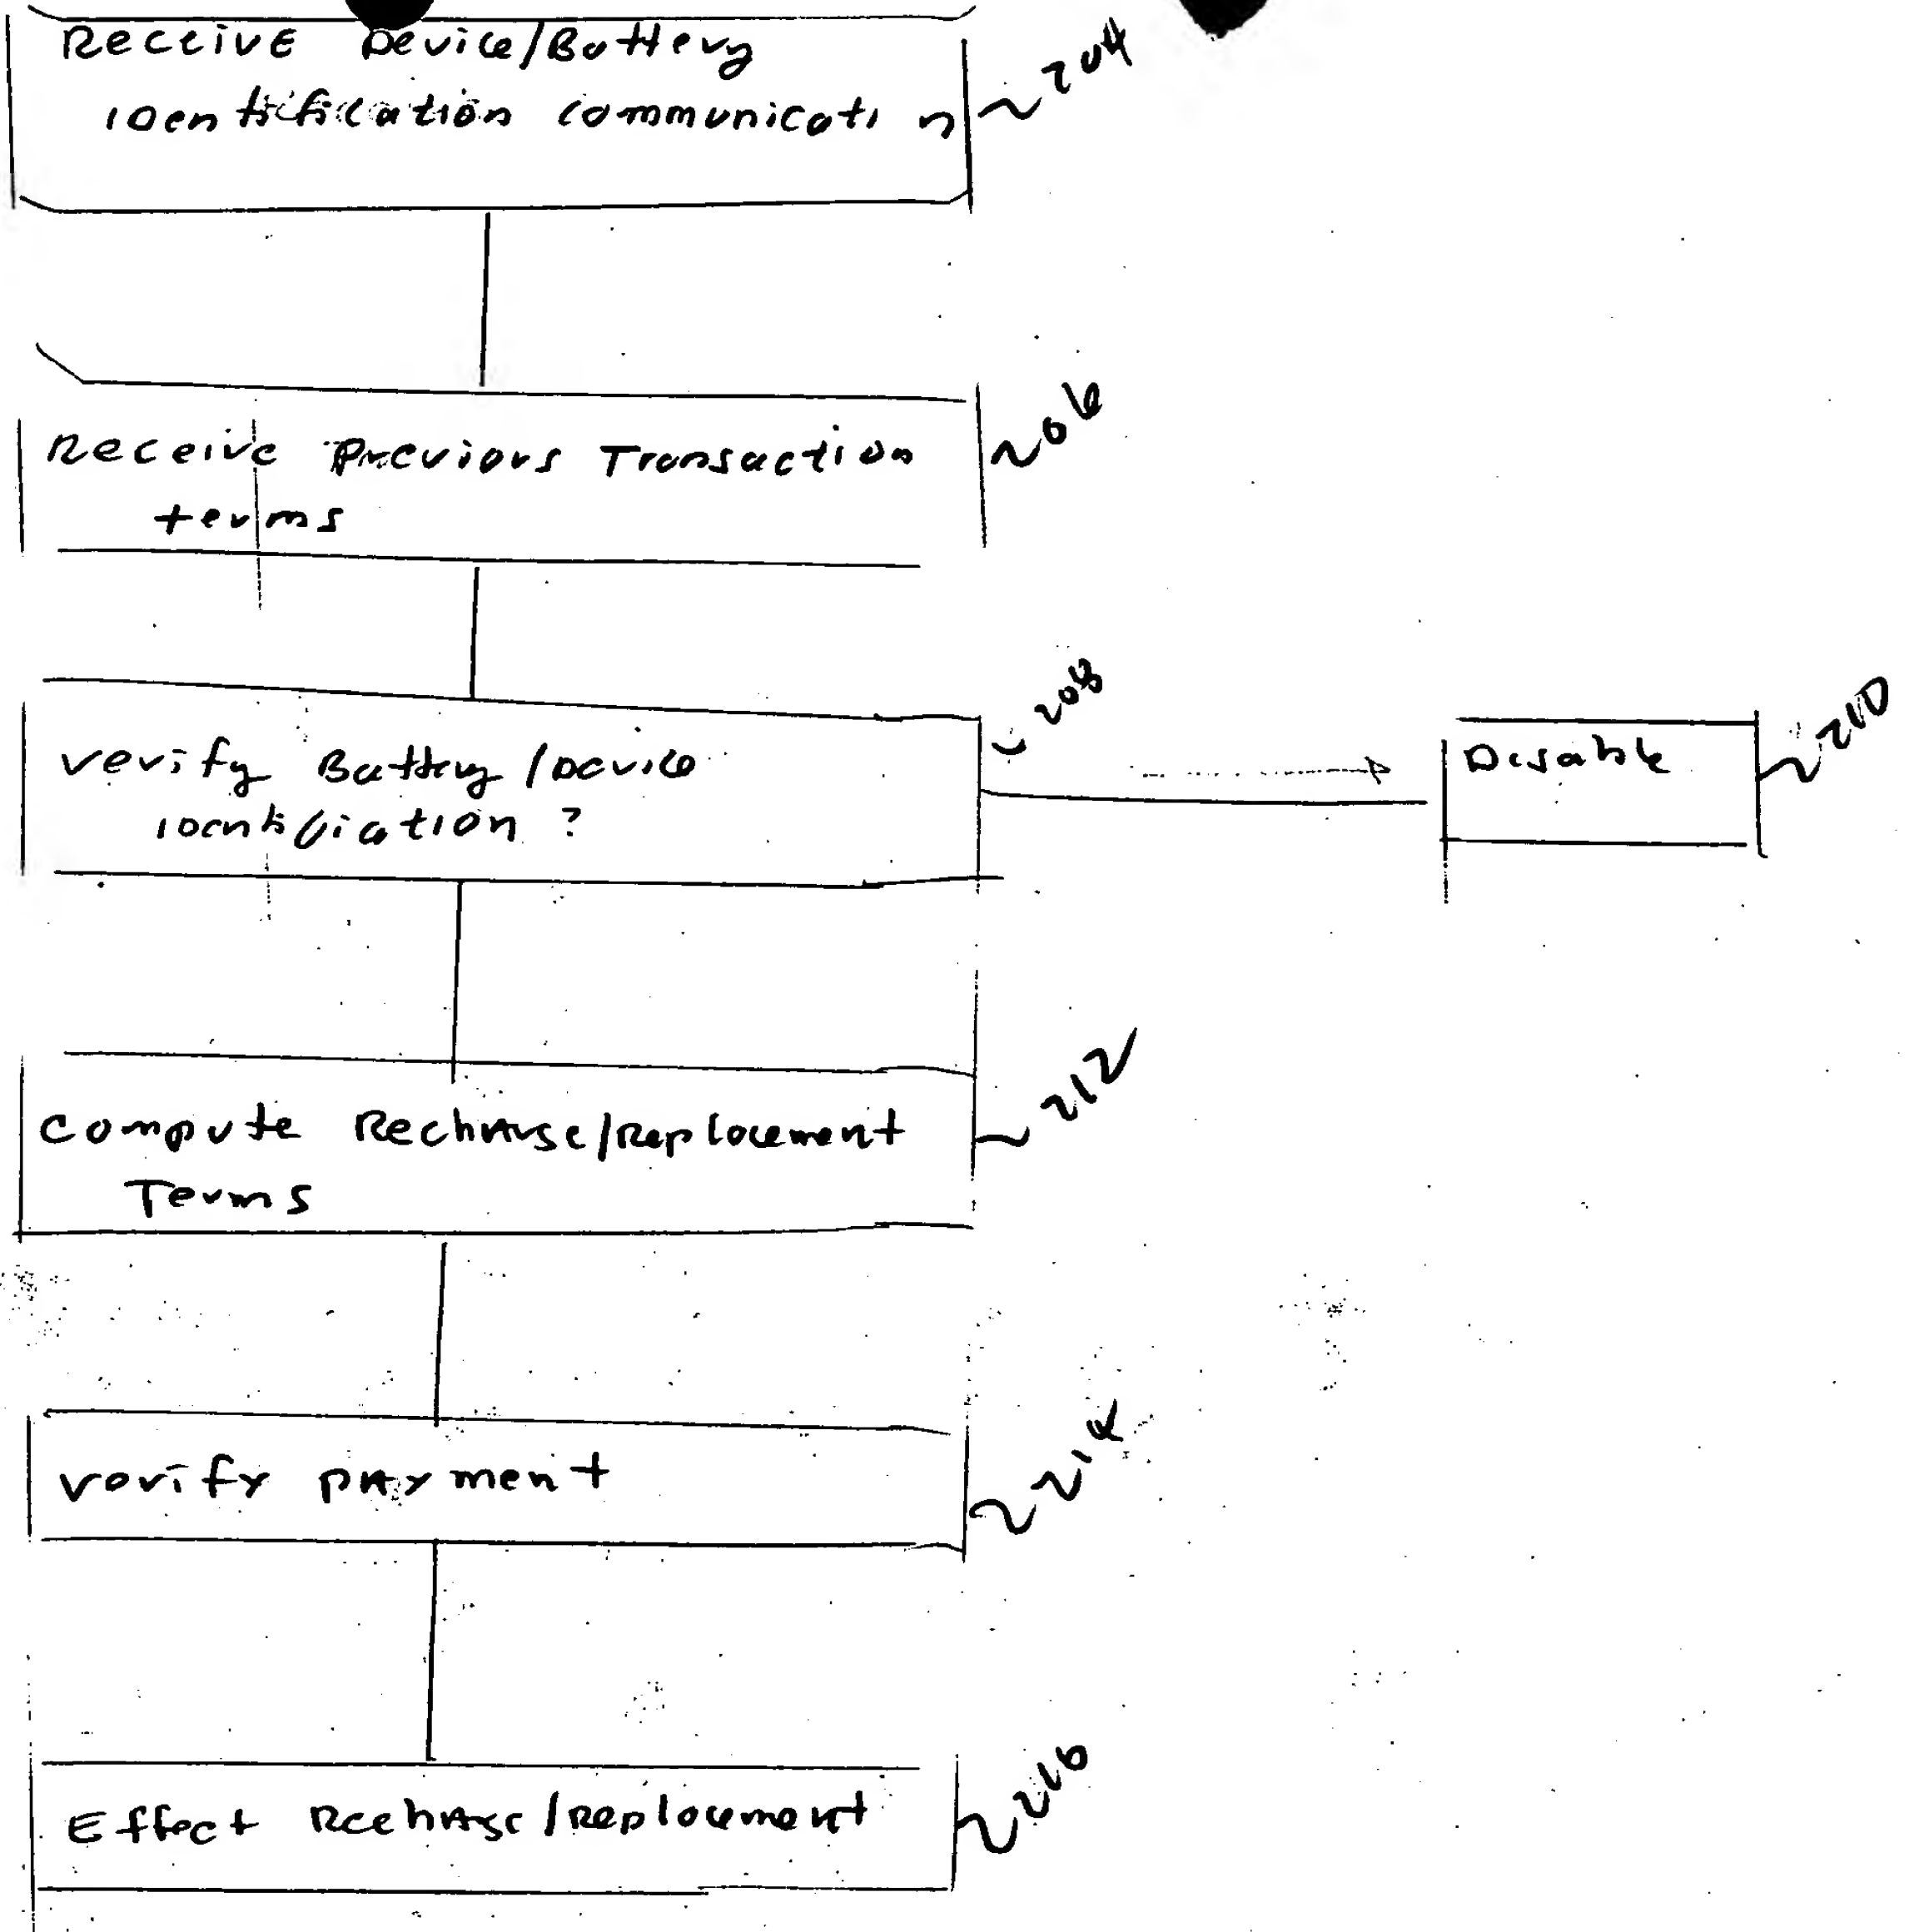 Receive Device/Battery
204
identification communicati n
Receive Previous Transaction
206
terms
Verify Battery/Device
208
Disable
210
identification ?
Compute Recharge/Replacement
212
Terms
Verify Payment
214
Effect Recharge/Replacement
216